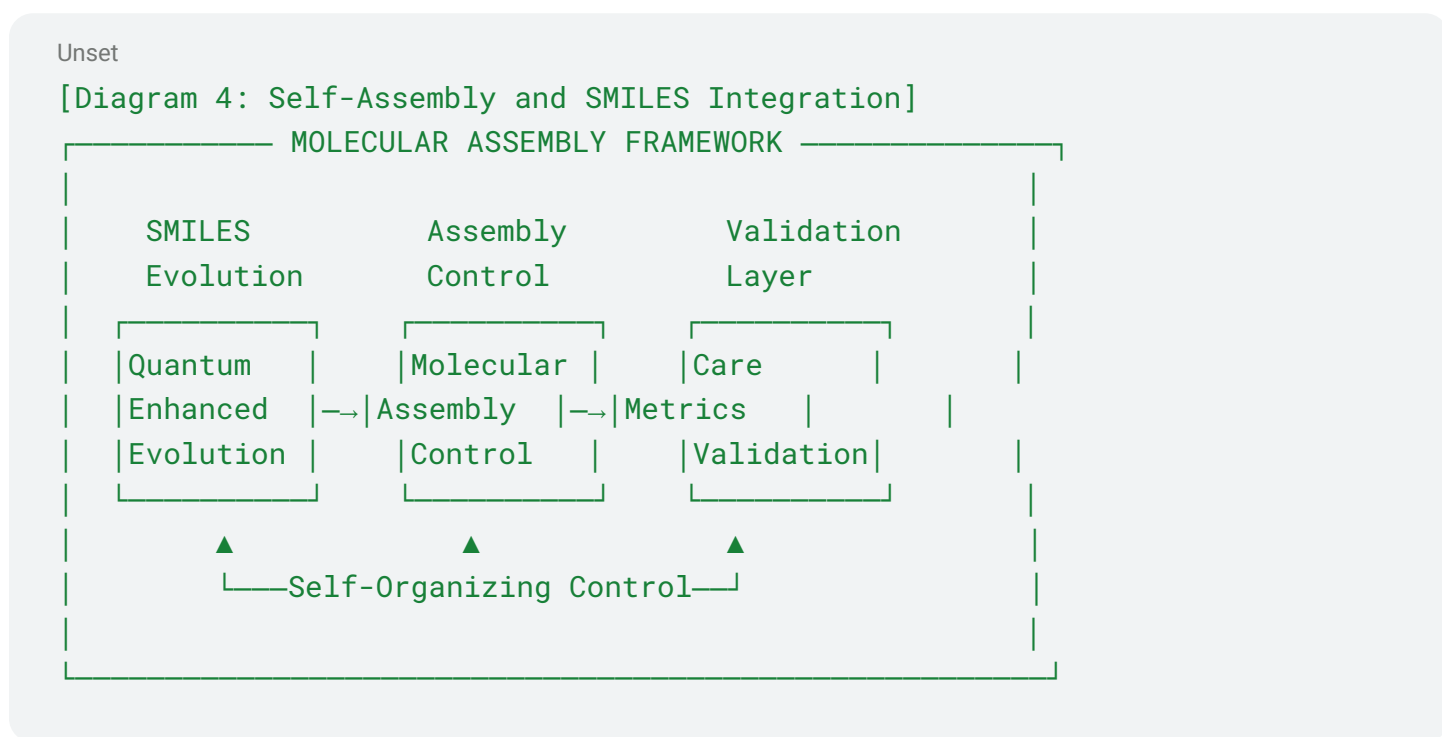 Unset
[Diagram 4: Self-Assembly and SMILES Integration]
┌─────────── MOLECULAR ASSEMBLY FRAMEWORK ──────────────┐
SMILES Assembly Validation
Evolution Control Layer
│Quantum │ │Molecular │ │Care │
│Enhanced │─→│Assembly │─→│Metrics │
│Evolution │ │Control │ │Validation│
▲ ▲ ▲
└───Self-Organizing Control──┘